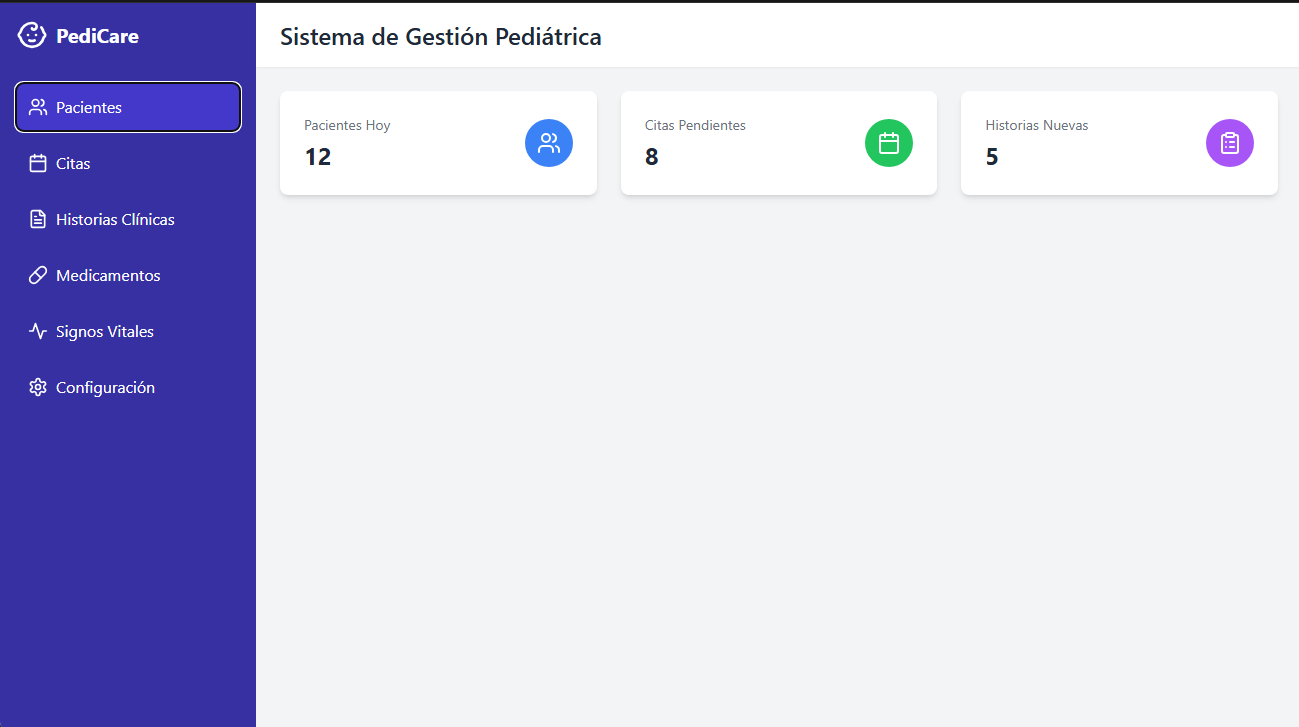 PediCare
Pacientes
Citas
Historias Clínicas
Medicamentos
Signos Vitales
Configuración
Sistema de Gestión Pediátrica
Pacientes Hoy
12
Citas Pendientes
8
Historias Nuevas
5